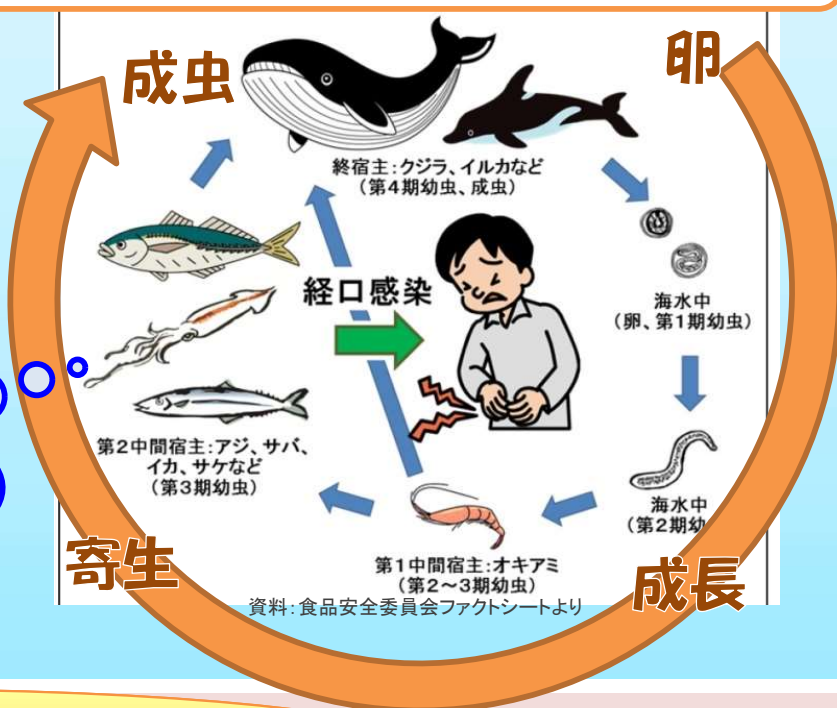 成虫
卵
終宿主:クジラ、イルカなど
(第4期幼虫、成虫)
経口感染
海水中
(卵、第1期幼虫)
第2中間宿主:アジ、サバ、
イカ、サケなど
(第3期幼虫)
海水中
(第2期幼
第1中間宿主:オキアミ
(第2～3期幼虫)
寄生
成長
資料:食品安全委員会ファクトシートより